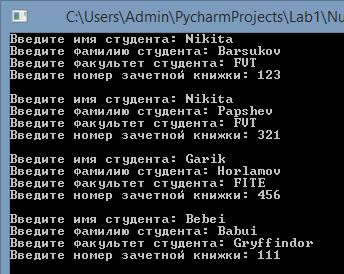 C:\Users\Admin\PycharmProjects\Lab1\Nu
Введите имя студента: Nikita
Введите фамилию студента: Barsukov
Введите факультет студента: FVT
Введите номер зачетной книжки: 123
Введите имя студента: Nikita
Введите фамилию студента: Papshev
Введите факультет студента: FVT
Введите номер зачетной книжки: 321
Введите имя студента: Garik
Введите фамилию студента: Horlamov
Введите факультет студента: FITE
Введите номер зачетной книжки: 456
Введите имя студента: Bebei
Введите фамилию студента: Babui
Введите факультет студента: Gryffindor
Введите номер зачетной книжки: 111